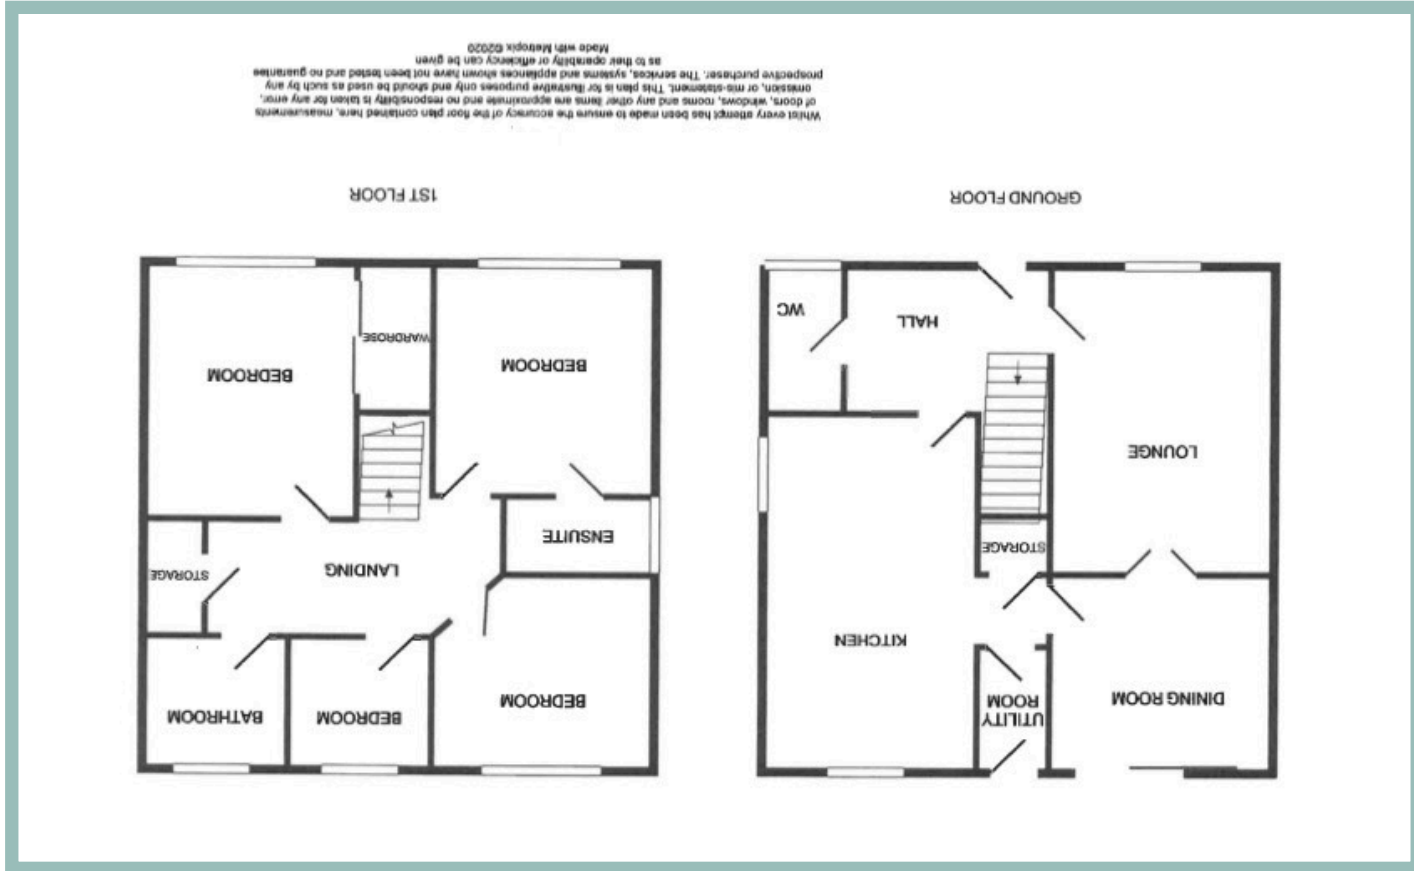 DINING ROOM
UTILITY
ROOM
KITCHEN
STORAGE
LOUNGE
HALL
WC
GROUND FLOOR
BEDROOM
BEDROOM
BATHROOM
LANDING
STORAGE
ENSUITE
BEDROOM
WARDROSE
BEDROOM
1ST FLOOR
Whilst every attempt has been made to ensure the accuracy of the floor plan contained here, measurements
of doors, windows, rooms and any other items are approximate and no responsibility is taken for any error,
omission, or mis-statement. This plan is for illustrative purposes only and should be used as such by any
prospective purchaser. The services, systems and appliances shown have not been tested and no guarantee
as to their operability or efficiency can be given
Made with Metropix ©2020